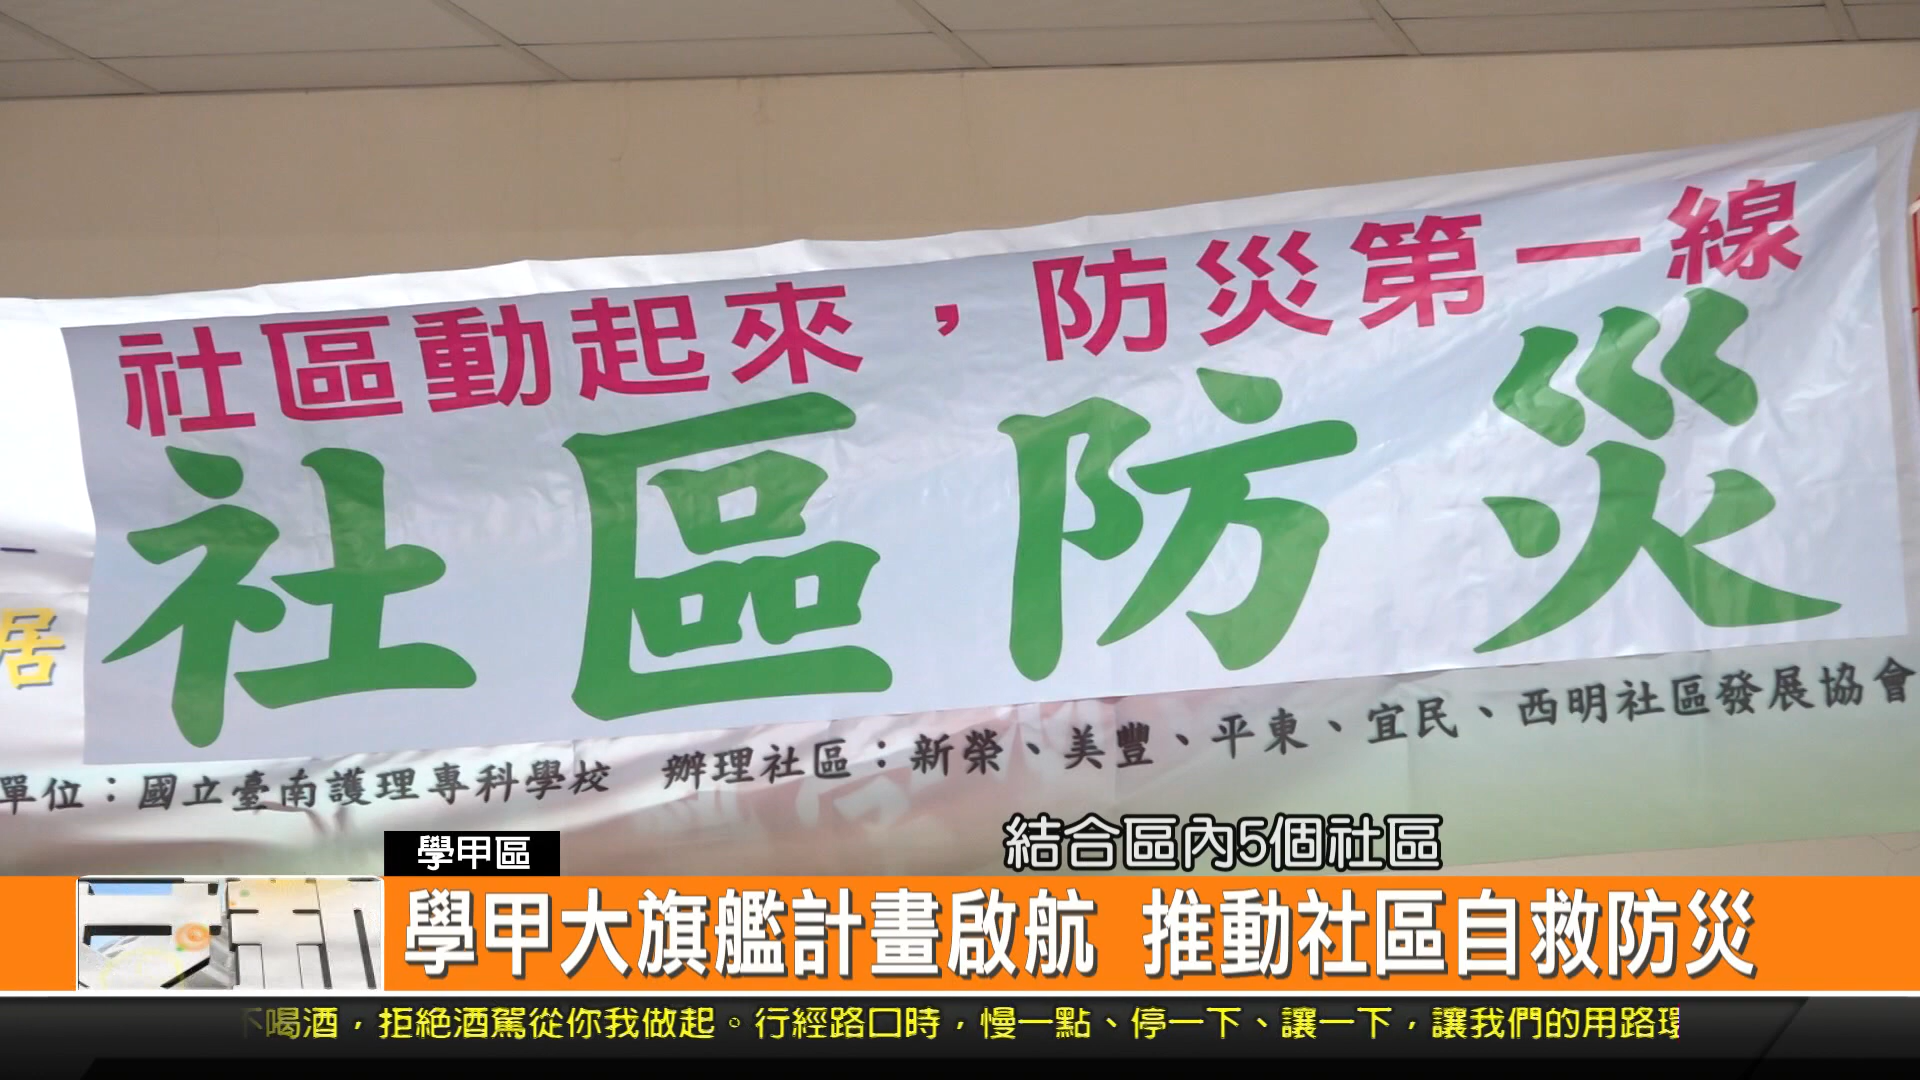 社區動起來，防災第一線
社區防災
居
單位：國立臺南護理專科學校 辦理社區：新榮、美豐、平東、宜民、西明社區發展協會
結合區內5個社區
學甲區
學甲大旗艦計畫啟航 推動社區自救防災
喝酒，拒絕酒駕從你我做起。行經路口時，慢一點、停一下、讓一下，讓我們的用路環